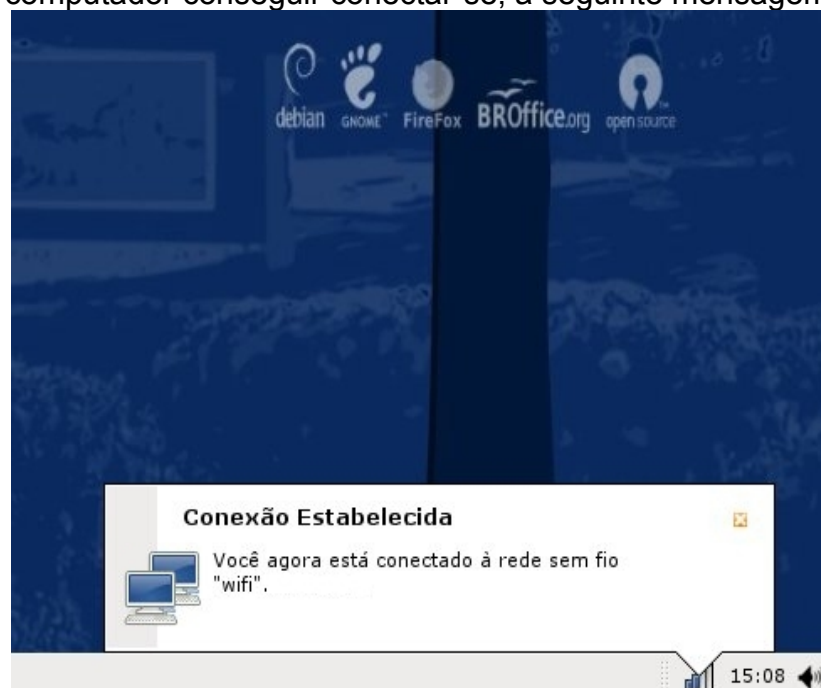 computador conseguir conectar-se, a seguinte mensagem
debian GNOME™ FireFox BROffice.org open source
Conexão Estabelecida
Você agora está conectado à rede sem fio
"wifi".
15:08